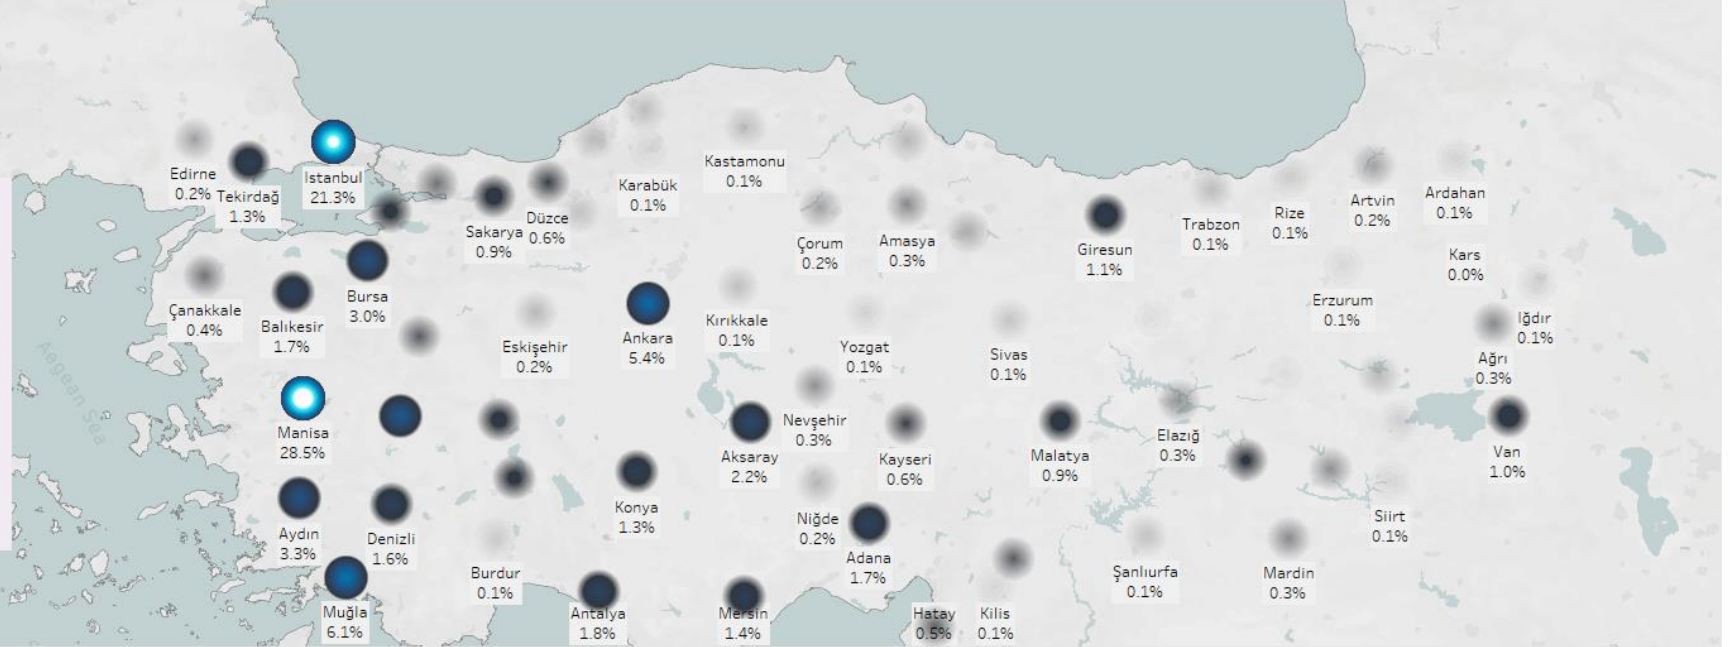 Edirne
0.2%
Tekirdağ
1.3%
Istanbul
21.3%
Sakarya
0.9%
Düzce
0.6%
Karabük
0.1%
Kastamonu
0.1%
Çorum
0.2%
Amasya
0.3%
Giresun
1.1%
Trabzon
0.1%
Rize
0.1%
Artvin
0.2%
Ardahan
0.1%
Kars
0.0%
Çanakkale
0.4%
Balıkesir
1.7%
Bursa
3.0%
Eskişehir
0.2%
Ankara
5.4%
Kırıkkale
0.1%
Yozgat
0.1%
Sivas
0.1%
Erzurum
0.1%
Iğdır
0.1%
Ağrı
0.3%
Aegean Sea
Manisa
28.5%
Aksaray
2.2%
Nevşehir
0.3%
Kayseri
0.6%
Malatya
0.9%
Elazığ
0.3%
Van
1.0%
Aydın
3.3%
Denizli
1.6%
Konya
1.3%
Niğde
0.2%
Adana
1.7%
Siirt
0.1%
Muğla
6.1%
Burdur
0.1%
Antalya
1.8%
Mersin
1.4%
Hatay
0.5%
Kilis
0.1%
Şanlıurfa
0.1%
Mardin
0.3%